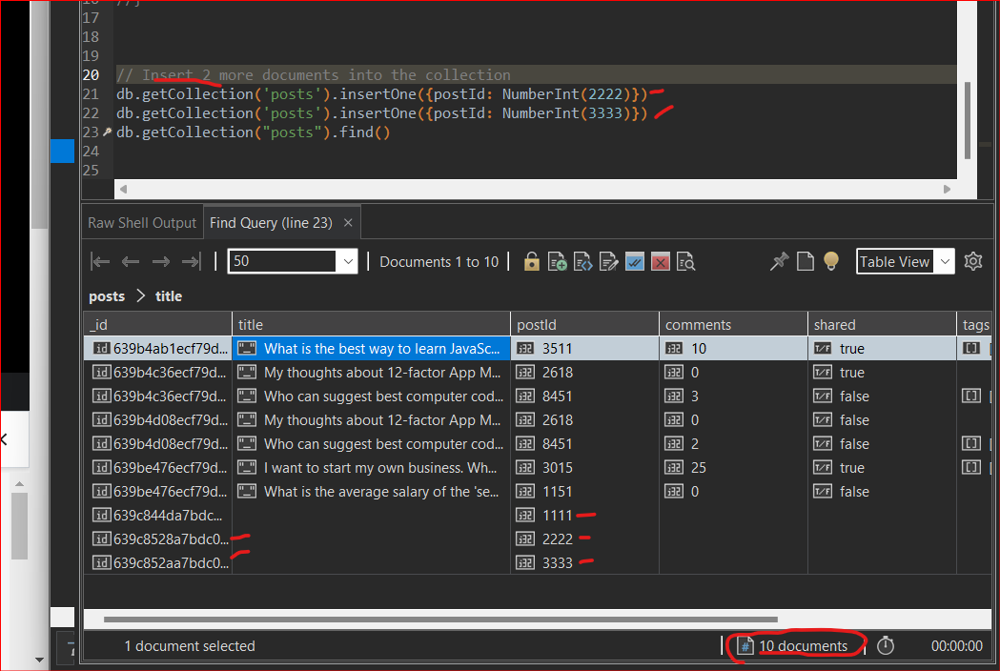 17
18
19
20 // Insert 2 more documents into the collection
21 db.getCollection('posts').insertOne({postId: NumberInt(2222)})
22 db.getCollection('posts').insertOne({postId: NumberInt(3333)})
23 db.getCollection("posts").find()
24
25
Raw Shell Output Find Query (line 23) ×
50 Documents 1 to 10 Table View
posts > title
_id title postId comments shared tags
639b4ab1ecf79d... What is the best way to learn JavaSc... 3511 10 true
639b4c36ecf79d... My thoughts about 12-factor App M... 2618 0 true
639b4c36ecf79d... Who can suggest best computer cod... 8451 3 false
639b4d08ecf79d... My thoughts about 12-factor App M... 2618 0 false
639b4d08ecf79d... Who can suggest best computer cod... 8451 2 false
639be476ecf79d... I want to start my own business. Wh... 3015 25 true
639be476ecf79d... What is the average salary of the 'se... 1151 0 false
639c844da7bdc... 1111
639c8528a7bdc0... 2222
639c852aa7bdc0... 3333
1 document selected 10 documents 00:00:00